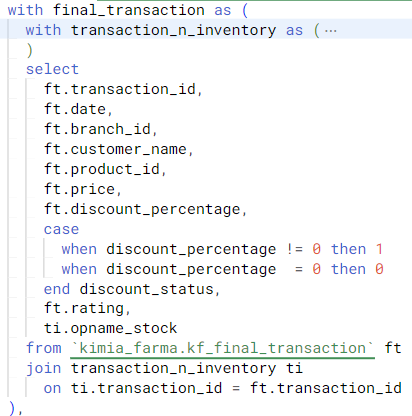 with final_transaction as (
with transaction_n_inventory as (···
)
select
ft.transaction_id,
ft.date,
ft.branch_id,
ft.customer_name,
ft.product_id,
ft.price,
ft.discount_percentage,
case
when discount_percentage != 0 then 1
when discount_percentage  = 0 then 0
end discount_status,
ft.rating,
ti.opname_stock
from `kimia_farma.kf_final_transaction` ft
join transaction_n_inventory ti
on ti.transaction_id = ft.transaction_id
),